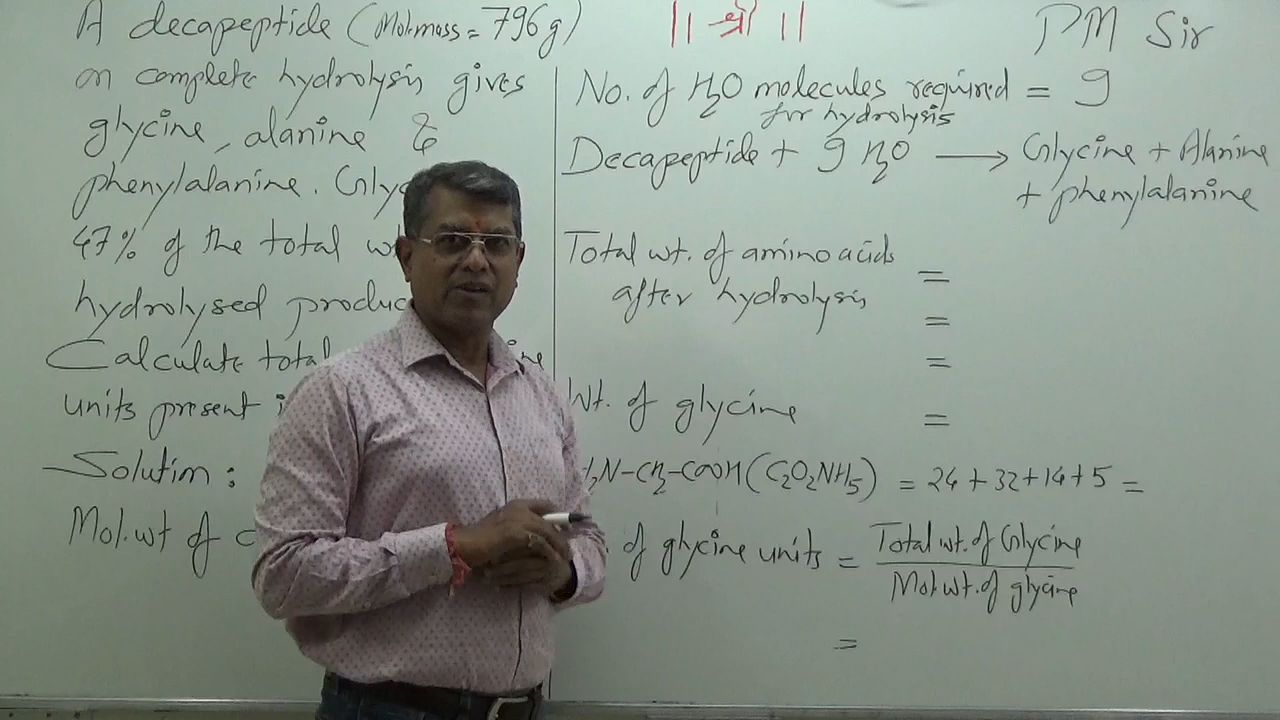 A decapeptide (Mol.mass = 796g)
on complete hydrolysis gives
glycine, alanine &
phenylalanine.
47% of the total
hydrolysed
Calculate total
units present
Solution:
Mol.wt of
|| श्री ||
PM Sir
No. of H2O molecules required = 9
for hydrolysis
Decapeptide + 9 H2O → Glycine + Alanine
+ phenylalanine
Total wt. of amino acids =
after hydrolysis =
=
Wt. of glycine =
H2N-CH2-COOH (C2O2NH5) = 24+32+14+5 =
of glycine units = Total wt. of Glycine
Mol.wt. of glycine
=